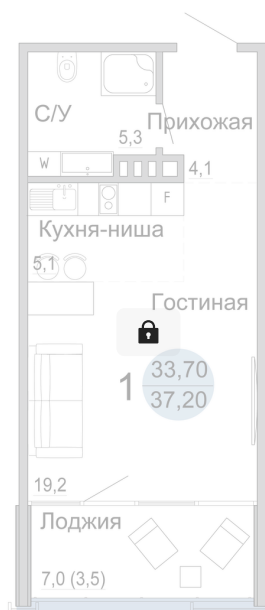 С/У
Прихожая
5,3
W
4,1
F
Кухня-ниша
5,1
Гостиная
33,70
1
37,20
19,2
Лоджия
7,0 (3,5)